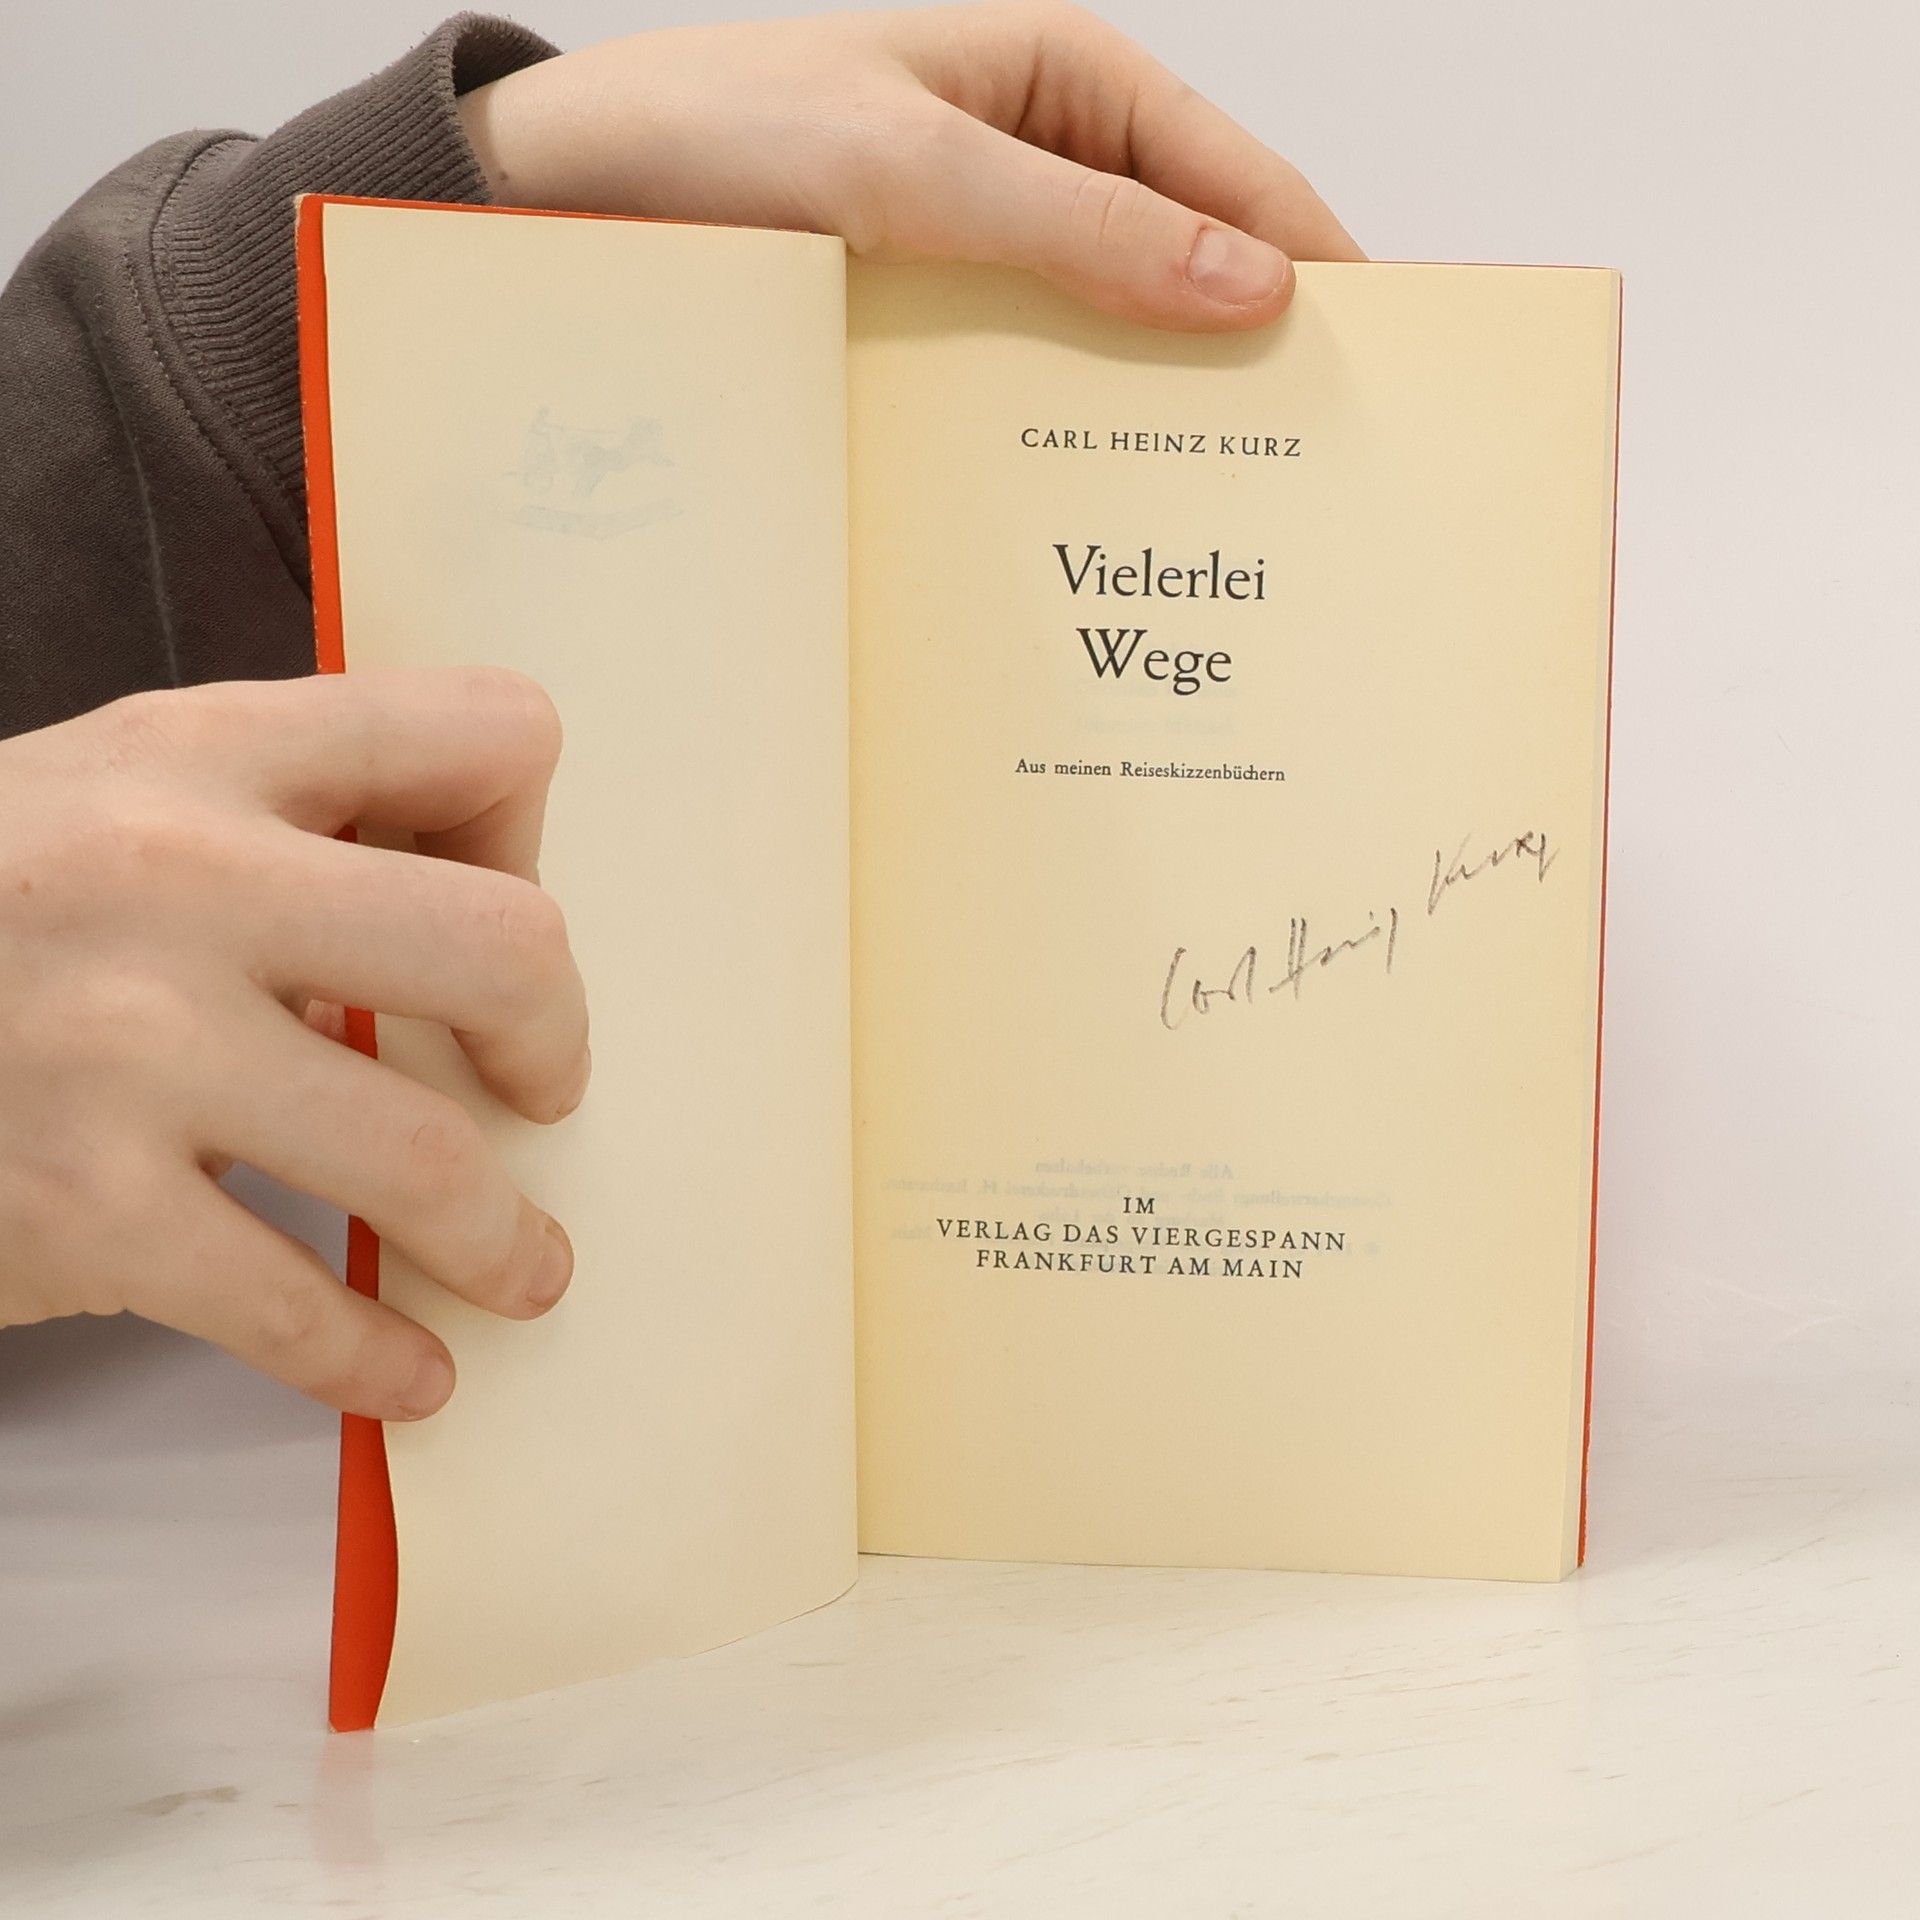 CARL HEINZ KURZ
Vielerlei
Wege
Aus meinen Reiseskizzenbüchern
Carl Heinz Kurz
IM
VERLAG DAS VIERGESPANN
FRANKFURT AM MAIN